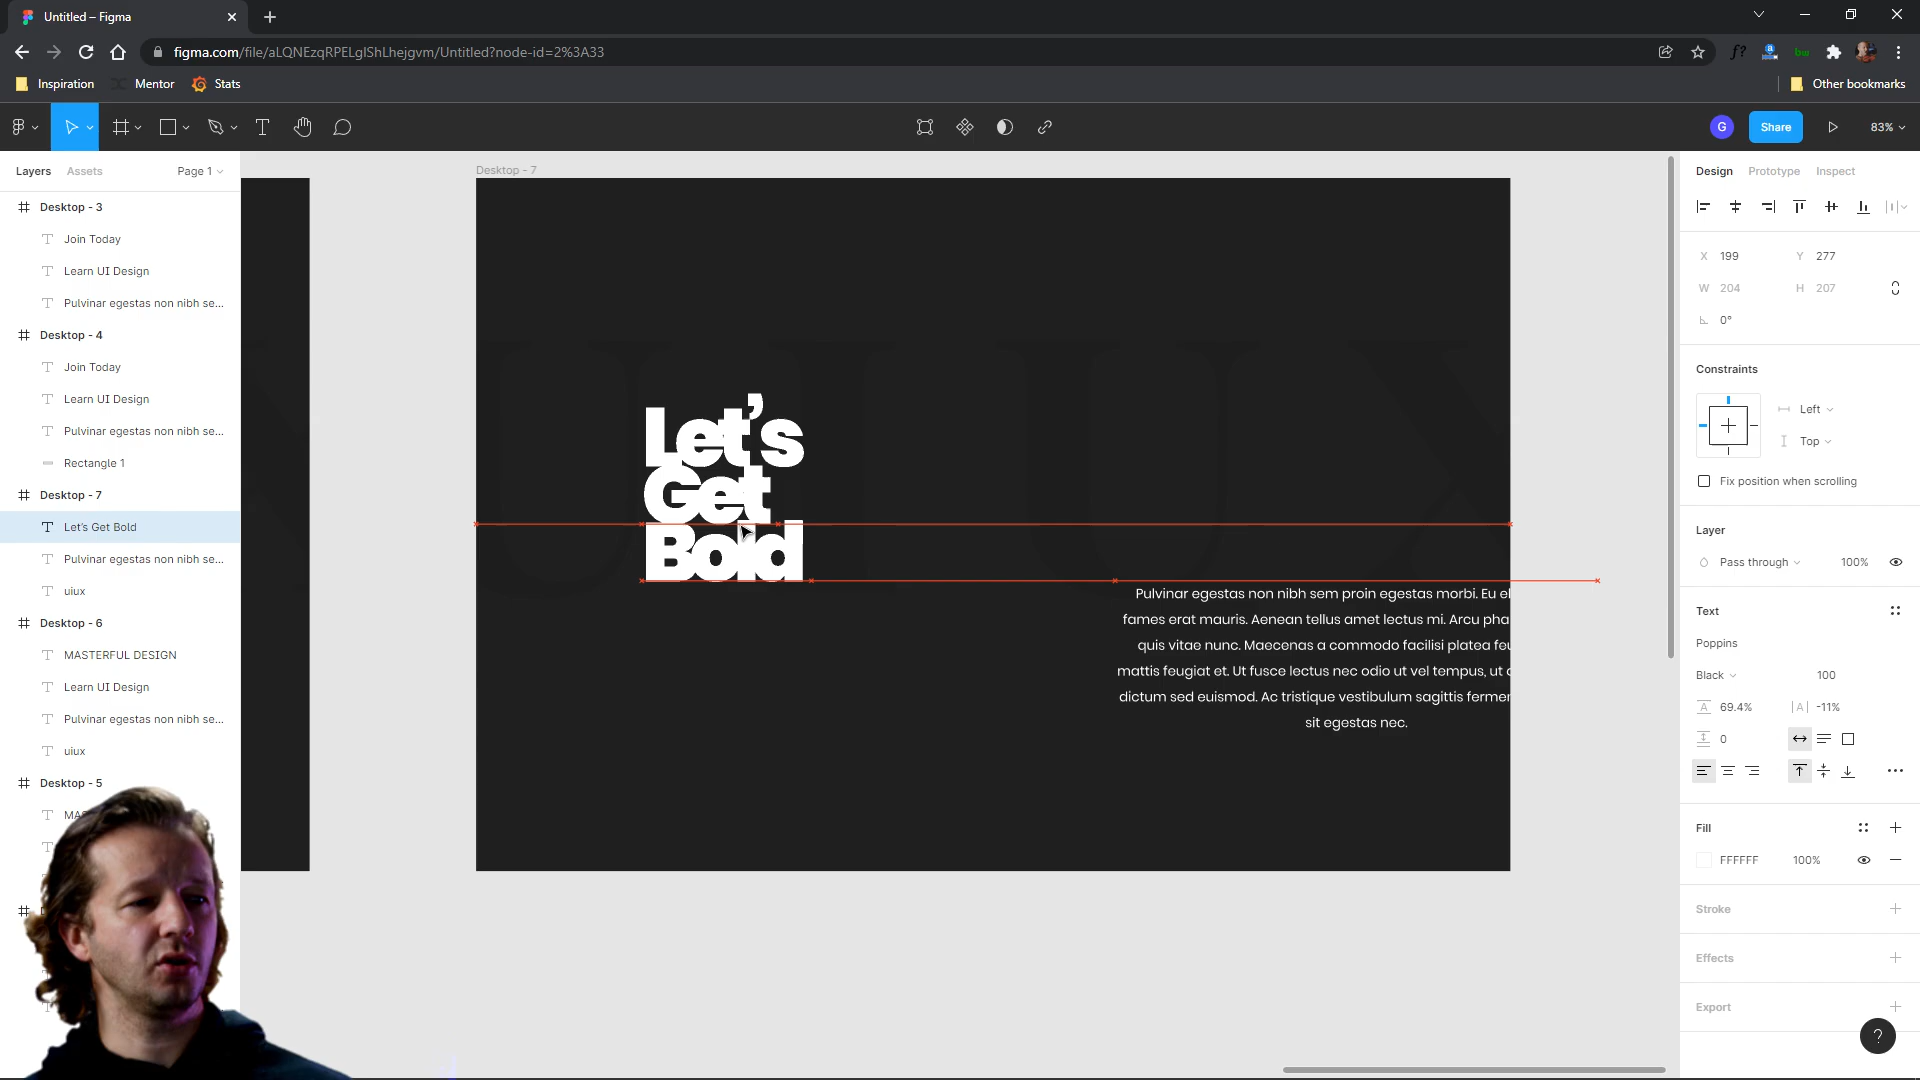 Untitled – Figma
figma.com/file/aLQNEzqRPELgIShLhejgvm/Untitled?node-id=2%3A33
Inspiration
Mentor
Stats
Other bookmarks
G
Share
83%
Layers
Assets
Page 1
Desktop - 3
Join Today
Learn UI Design
Pulvinar egestas non nibh se...
Desktop - 4
Join Today
Learn UI Design
Pulvinar egestas non nibh se...
Rectangle 1
Desktop - 7
Let's Get Bold
Pulvinar egestas non nibh se...
uiux
Desktop - 6
MASTERFUL DESIGN
Learn UI Design
Pulvinar egestas non nibh se...
uiux
Desktop - 5
Desktop - 7
UIUX
Let's
Get
Bold
Pulvinar egestas non nibh sem proin egestas morbi. Eu el
fames erat mauris. Aenean tellus amet lectus mi. Arcu pha
quis vitae nunc. Maecenas a commodo facilisi platea feu
mattis feugiat et. Ut fusce lectus nec odio ut vel tempus, ut
dictum sed euismod. Ac tristique vestibulum sagittis fermer
sit egestas nec.
Design
Prototype
Inspect
X 199 Y 277
W 204 H 207
0°
Constraints
Left
Top
Fix position when scrolling
Layer
Pass through 100%
Text
Poppins
Black 100
69.4% -11%
0
Fill
FFFFFF 100%
Stroke
Effects
Export
?